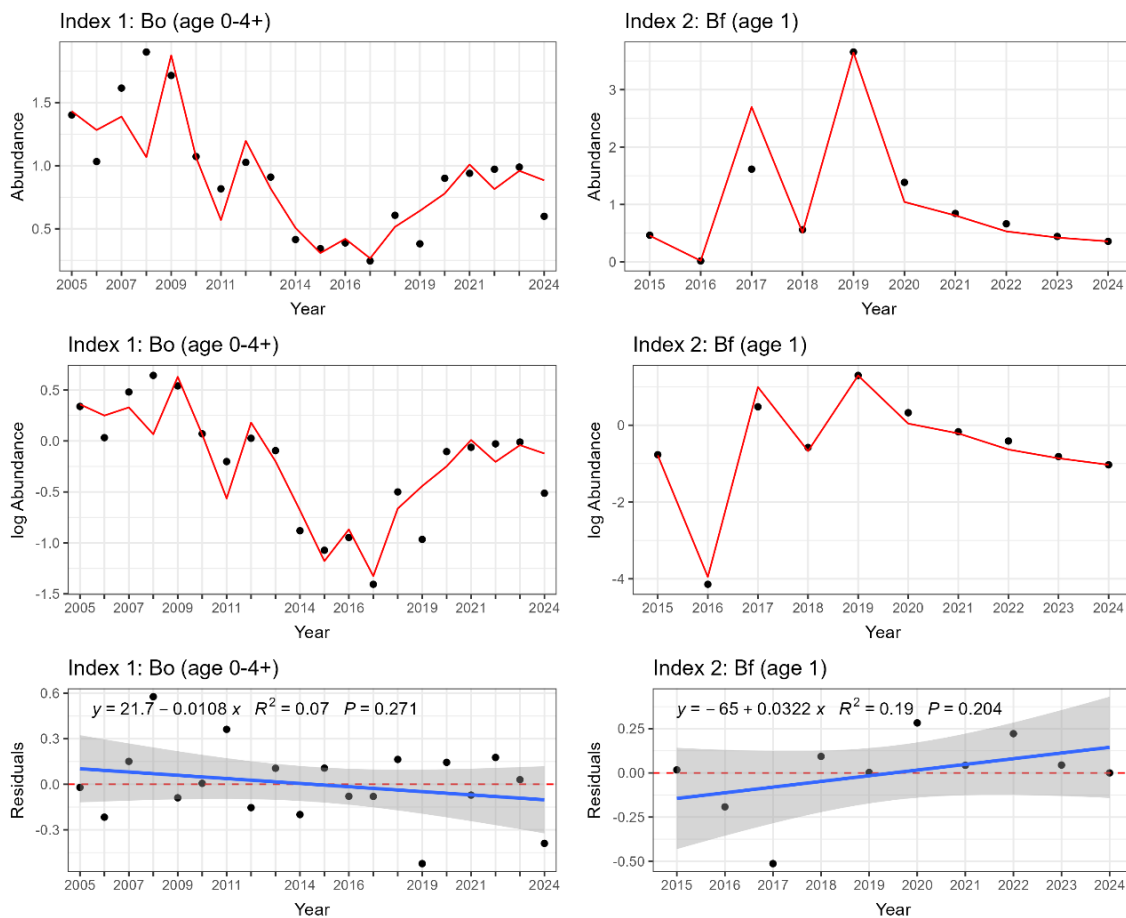 Index 1: Bo (age 0-4+)
Abundance
1.5
1.0
0.5
2005 2007 2009 2011 2014 2016 2019 2021 2024
Year
Index 2: Bf (age 1)
Abundance
3
2
1
0
2015 2016 2017 2018 2019 2020 2021 2022 2023 2024
Year
Index 1: Bo (age 0-4+)
log Abundance
0.5
0.0
-0.5
-1.0
-1.5
2005 2007 2009 2011 2014 2016 2019 2021 2024
Year
Index 2: Bf (age 1)
log Abundance
0
-2
-4
2015 2016 2017 2018 2019 2020 2021 2022 2023 2024
Year
Index 1: Bo (age 0-4+)
Residuals
0.6
0.3
0.0
-0.3
y = 21.7 − 0.0108 x R² = 0.07 P = 0.271
2005 2007 2009 2011 2014 2016 2019 2021 2024
Year
Index 2: Bf (age 1)
Residuals
0.25
0.00
-0.25
-0.50
y = − 65 + 0.0322 x R² = 0.19 P = 0.204
2015 2016 2017 2018 2019 2020 2021 2022 2023 2024
Year